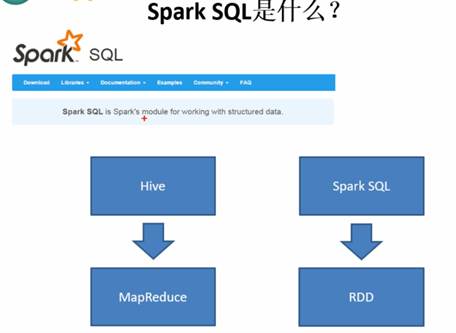 Spark SQL是什么？
Spark SQL
Download Libraries Documentation Examples Community FAQ
Spark SQL is Spark's module for working with structured data.
Hive Spark SQL
MapReduce RDD